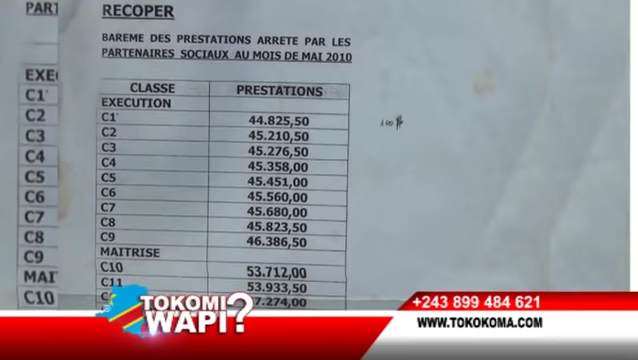 PART
RECOPER
BAREME DES PRESTATIONS ARRETE PAR LES
PARTENAIRES SOCIAUX AU MOIS DE MAI 2010
EXE
C1
C2
C3
C4
C5
C6
C7
C8
C9
MAI
C10
CLASSE PRESTATIONS
EXECUTION
C1 44.825,50
C2 45.210,50
C3 45.276,50
C4 45.358,00
C5 45.451,00
C6 45.560,00
C7 45.680,00
C8 45.823,50
C9 46.386,50
MAITRISE
C10 53.712,00
C11 53.933,50
7.274,00
100 $
TOKOMI
WAPI?
+243 899 484 621
WWW.TOKOKOMA.COM